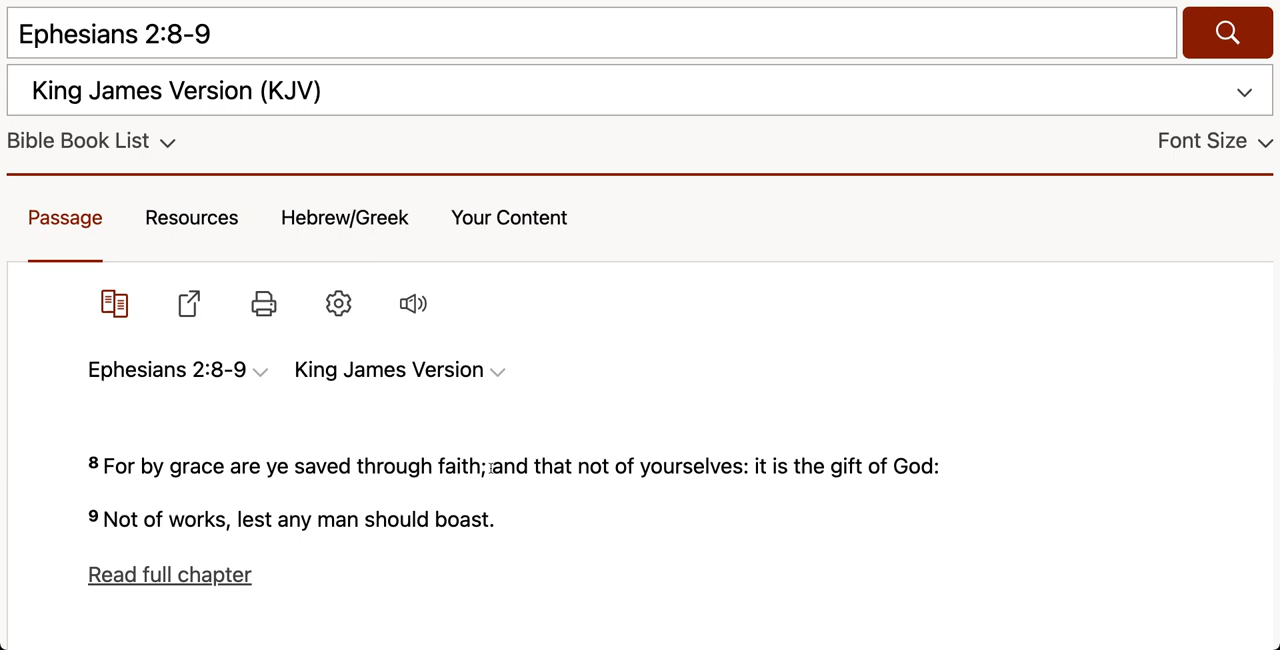 Ephesians 2:8-9
King James Version (KJV)
Bible Book List Font Size
Passage Resources Hebrew/Greek Your Content
Ephesians 2:8-9 King James Version
8 For by grace are ye saved through faith; and that not of yourselves: it is the gift of God:
9 Not of works, lest any man should boast.
Read full chapter